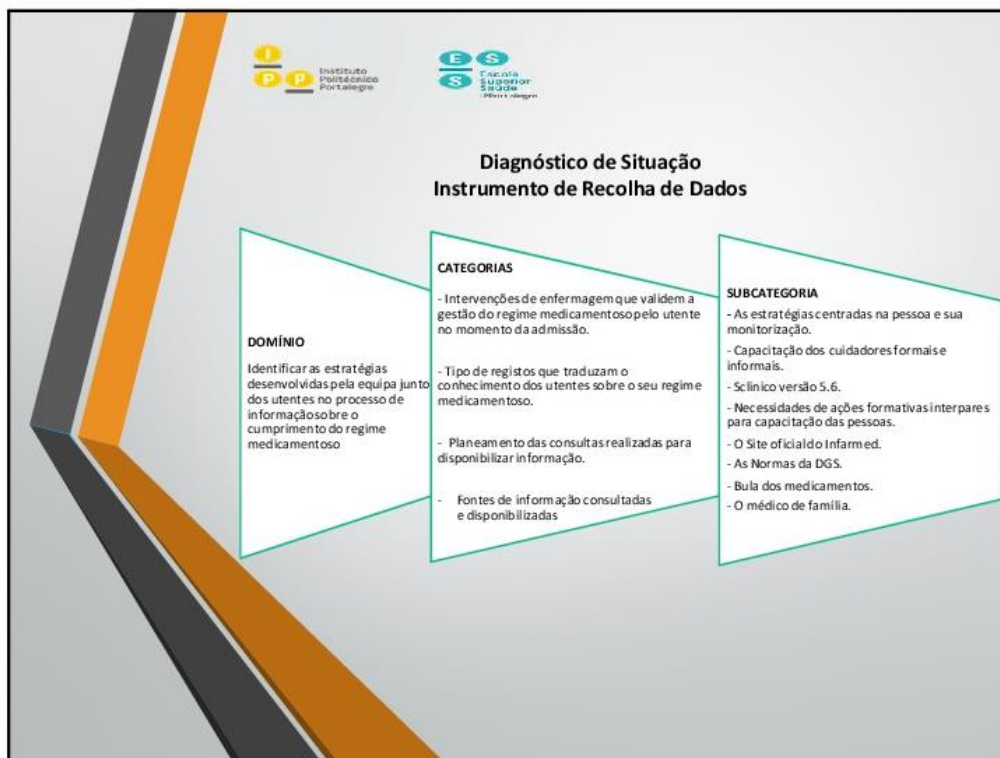 I
P P
Instituto
Politécnico
Portalegre
E S
S
Escola
Superior
Saúde
Diagnóstico de Situação
Instrumento de Recolha de Dados
DOMÍNIO
Identificar as estratégias
desenvolvidas pela equipa junto
dos utentes no processo de
informação sobre o
cumprimento do regime
medicamentoso
CATEGORIAS
- Intervenções de enfermagem que validem a
gestão do regime medicamentoso pelo utente
no momento da admissão.
- Tipo de registos que traduzam o
conhecimento dos utentes sobre o seu regime
medicamentoso.
- Planeamento das consultas realizadas para
disponibilizar informação.
- Fontes de informação consultadas
e disponibilizadas
SUBCATEGORIA
- As estratégias centradas na pessoa e sua
monitorização.
- Capacitação dos cuidadores formais e
informais.
- Sclinico versão 5.6.
- Necessidades de ações formativas interpares
para capacitação das pessoas.
- O Site oficial do Infarmed.
- As Normas da DGS.
- Bula dos medicamentos.
- O médico de família.